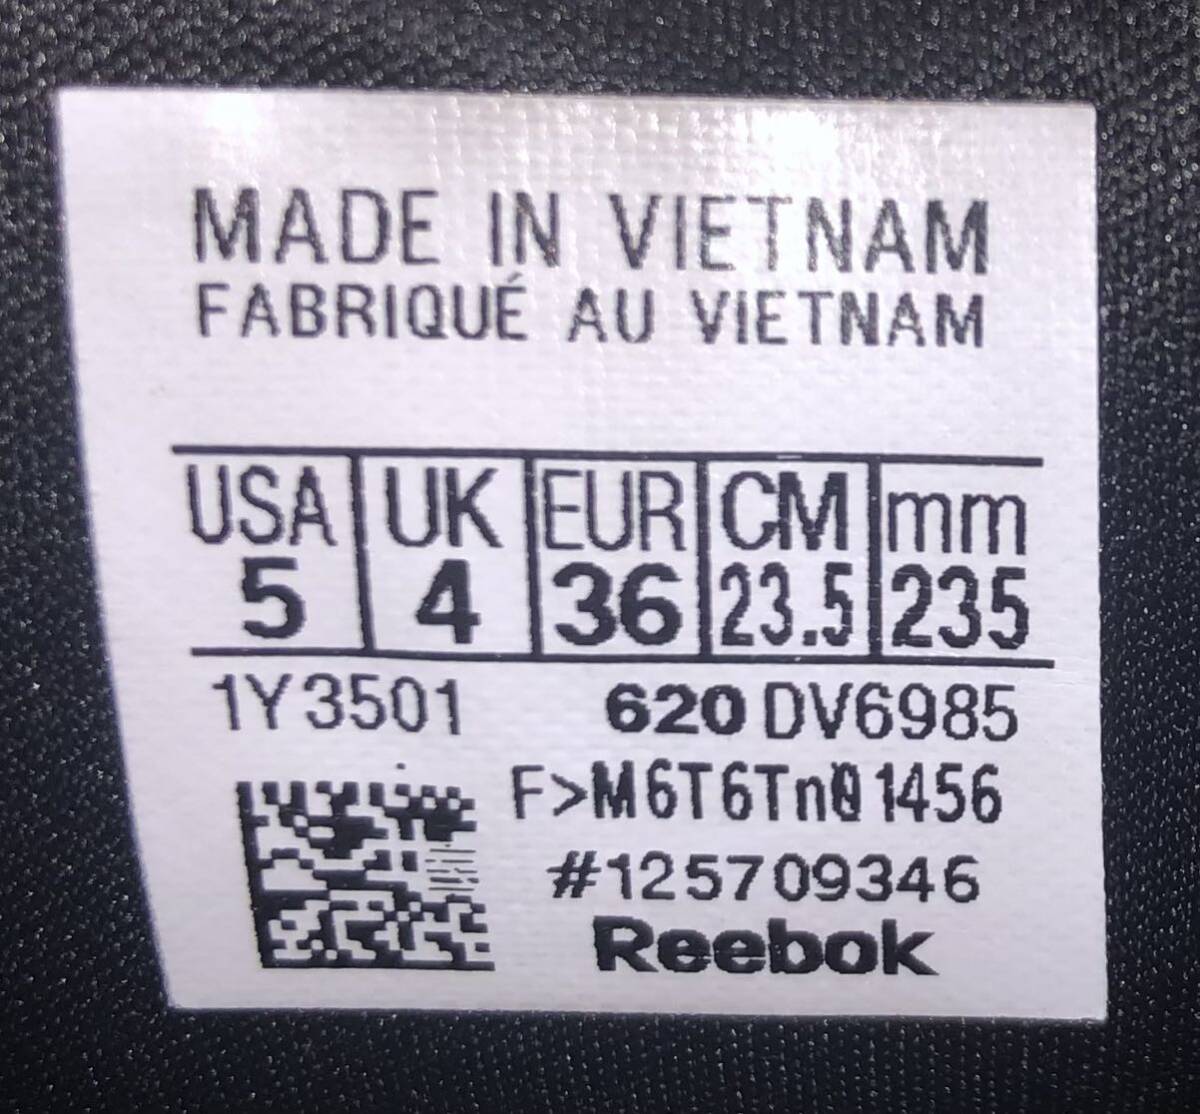 MADE IN VIETNAM
FABRIQUÉ AU VIETNAM
USA UK EUR CM mm
5 4 36 23.5 235
1Y3501 620 DV6985
F>M6T6Tn01456
#125709346
Reebok